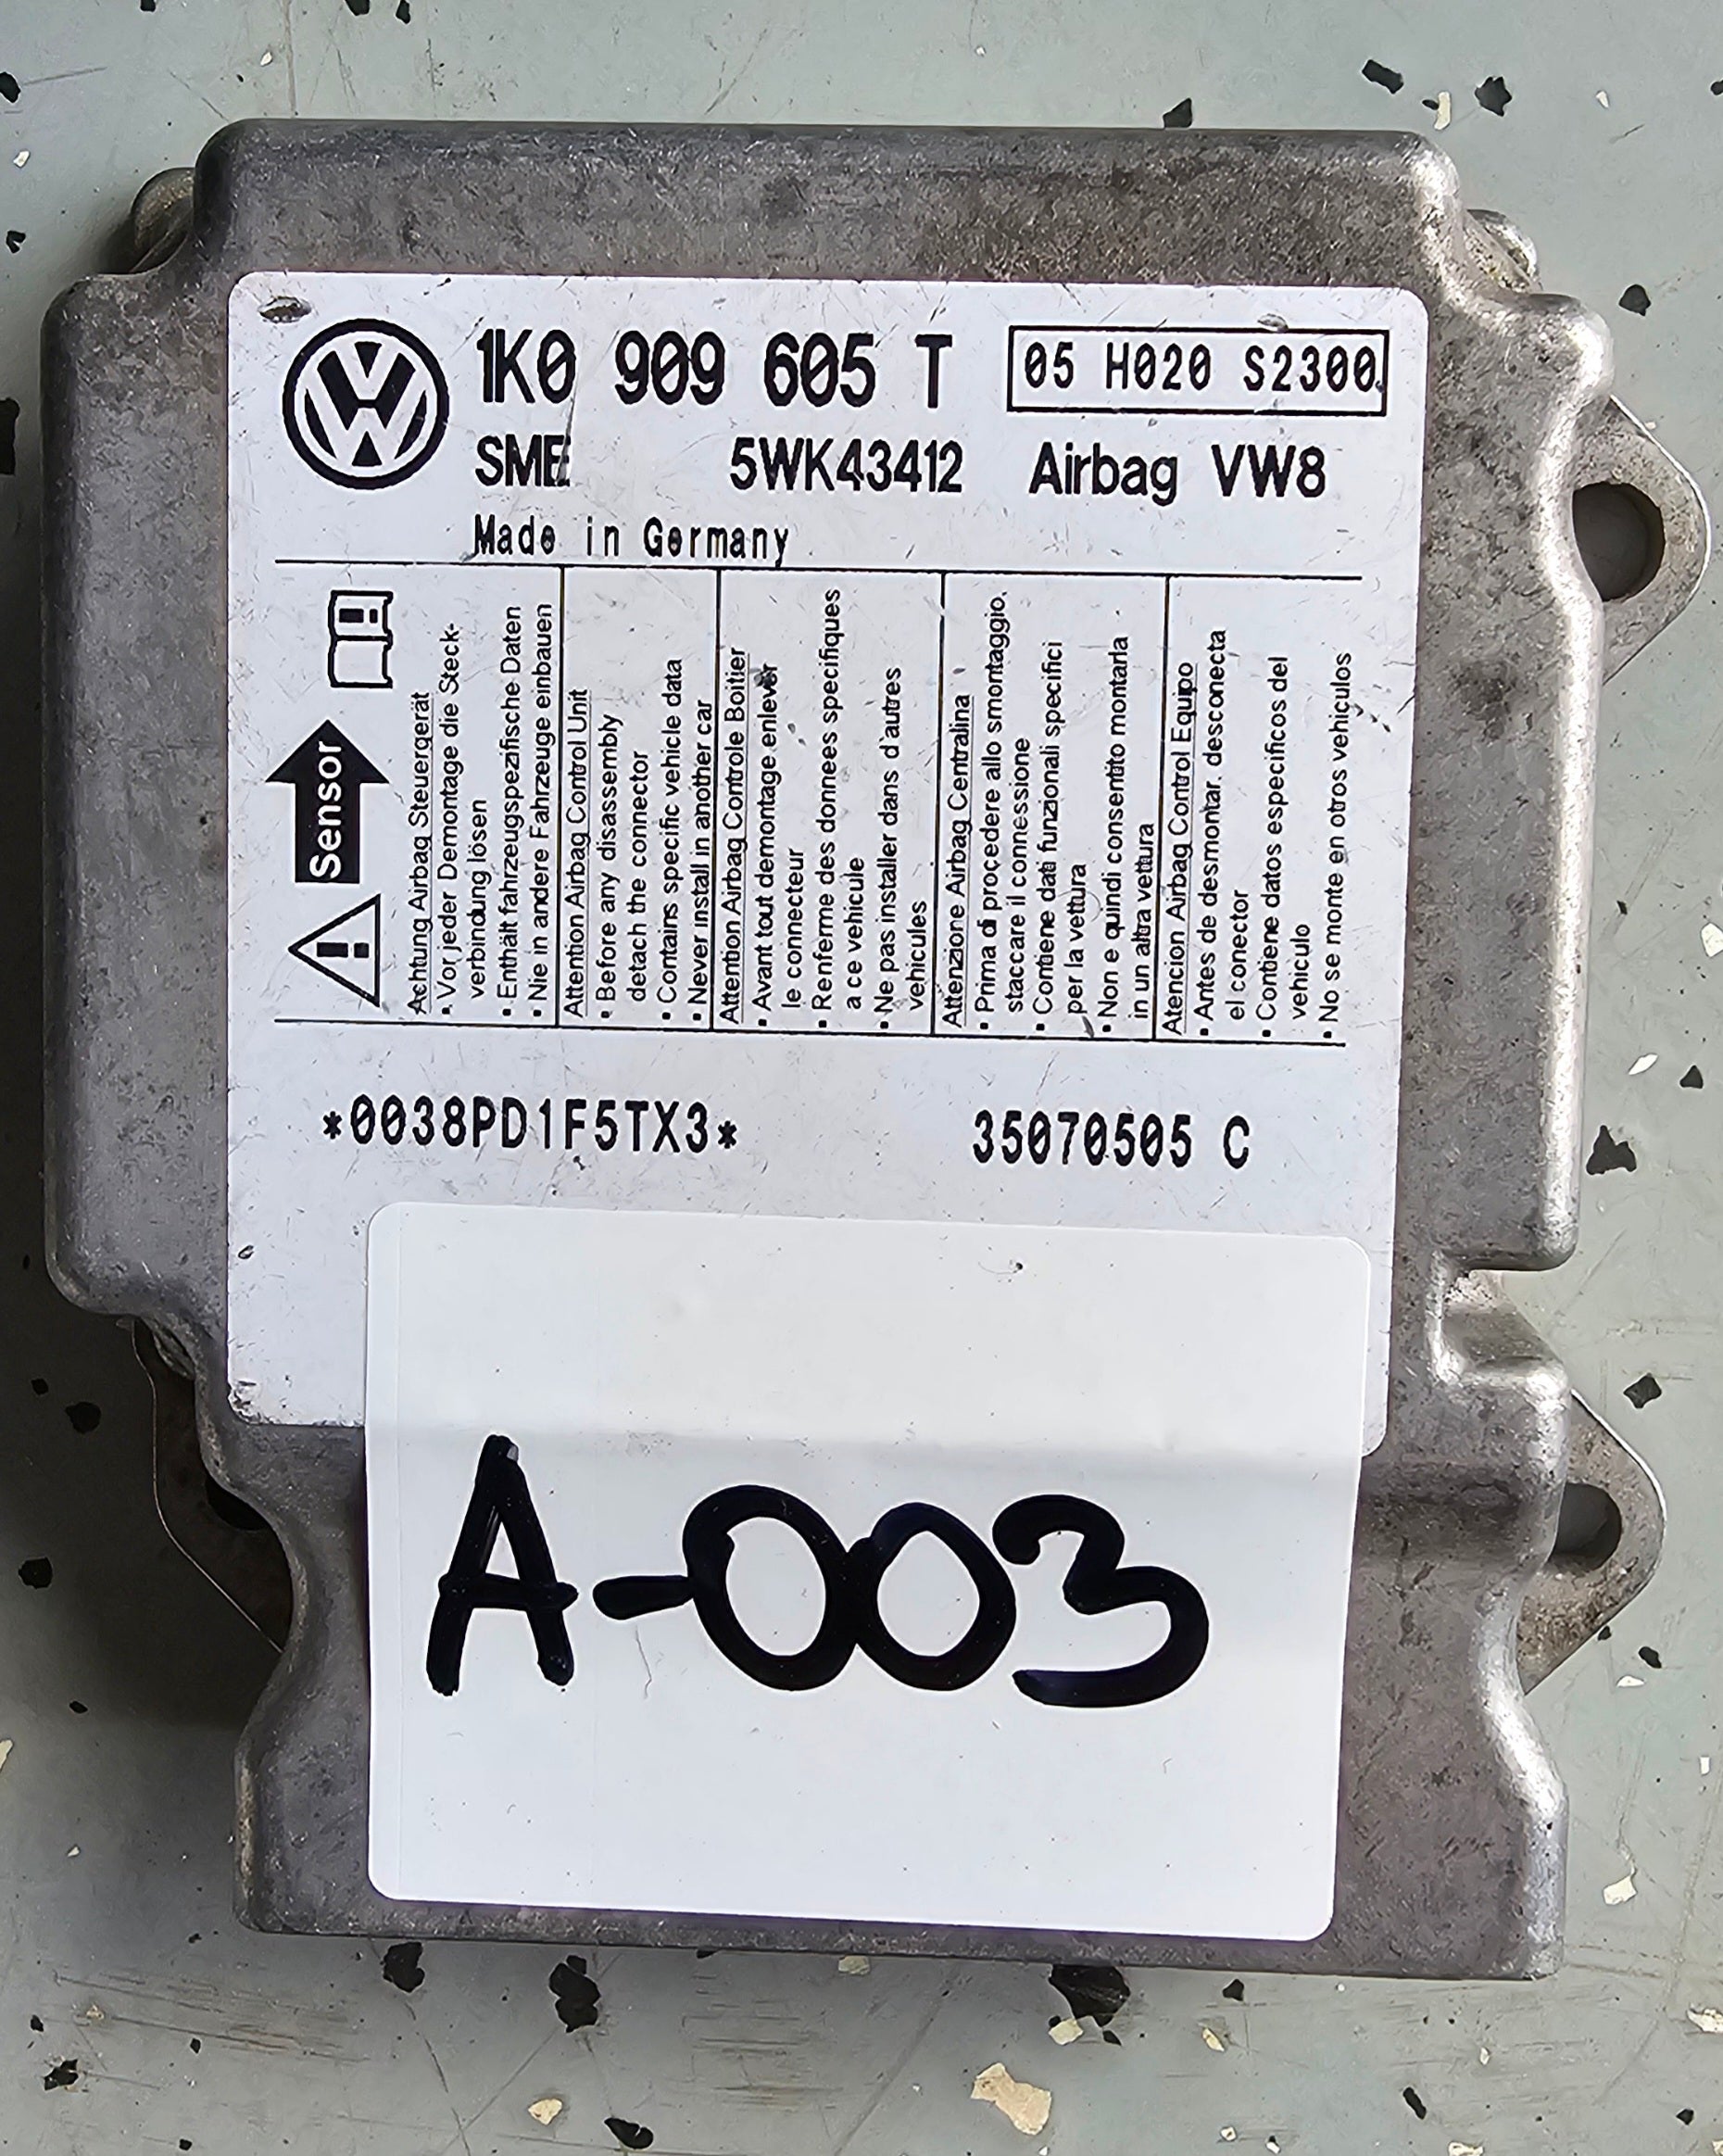 1K0 909 605 T
05 H020 S2300
SME 5WK43412 Airbag VW8
Made in Germany
Sensor
Achtung Airbag Steuergerät
• Vor jeder Demontage die Steck-
verbindung lösen
• Enthält fahrzeugspezifische Daten
• Nie in andere Fahrzeuge einbauen
Attention Airbag Control Unit
• Before any disassembly
detach the connector
• Contains specific vehicle data
• Never install in another car
Attention Airbag Controle Boitier
• Avant tout demontage enlever
le connecteur
• Renferme des donnees specifiques
a ce vehicule
• Ne pas installer dans d'autres
vehicules
Attenzione Airbag Centralina
• Prima di procedere allo smontaggio,
staccare il connessione
• Contiene dati funzionali specifici
per la vettura
• Non e quindi consentito montarla
in un altra vettura
Atencion Airbag Control Equipo
• Antes de desmontar. desconecta
el conector
• Contiene datos especificos del
vehiculo
• No se monte en otros vehiculos
*0038PD1F5TX3* 35070505 C
A-003